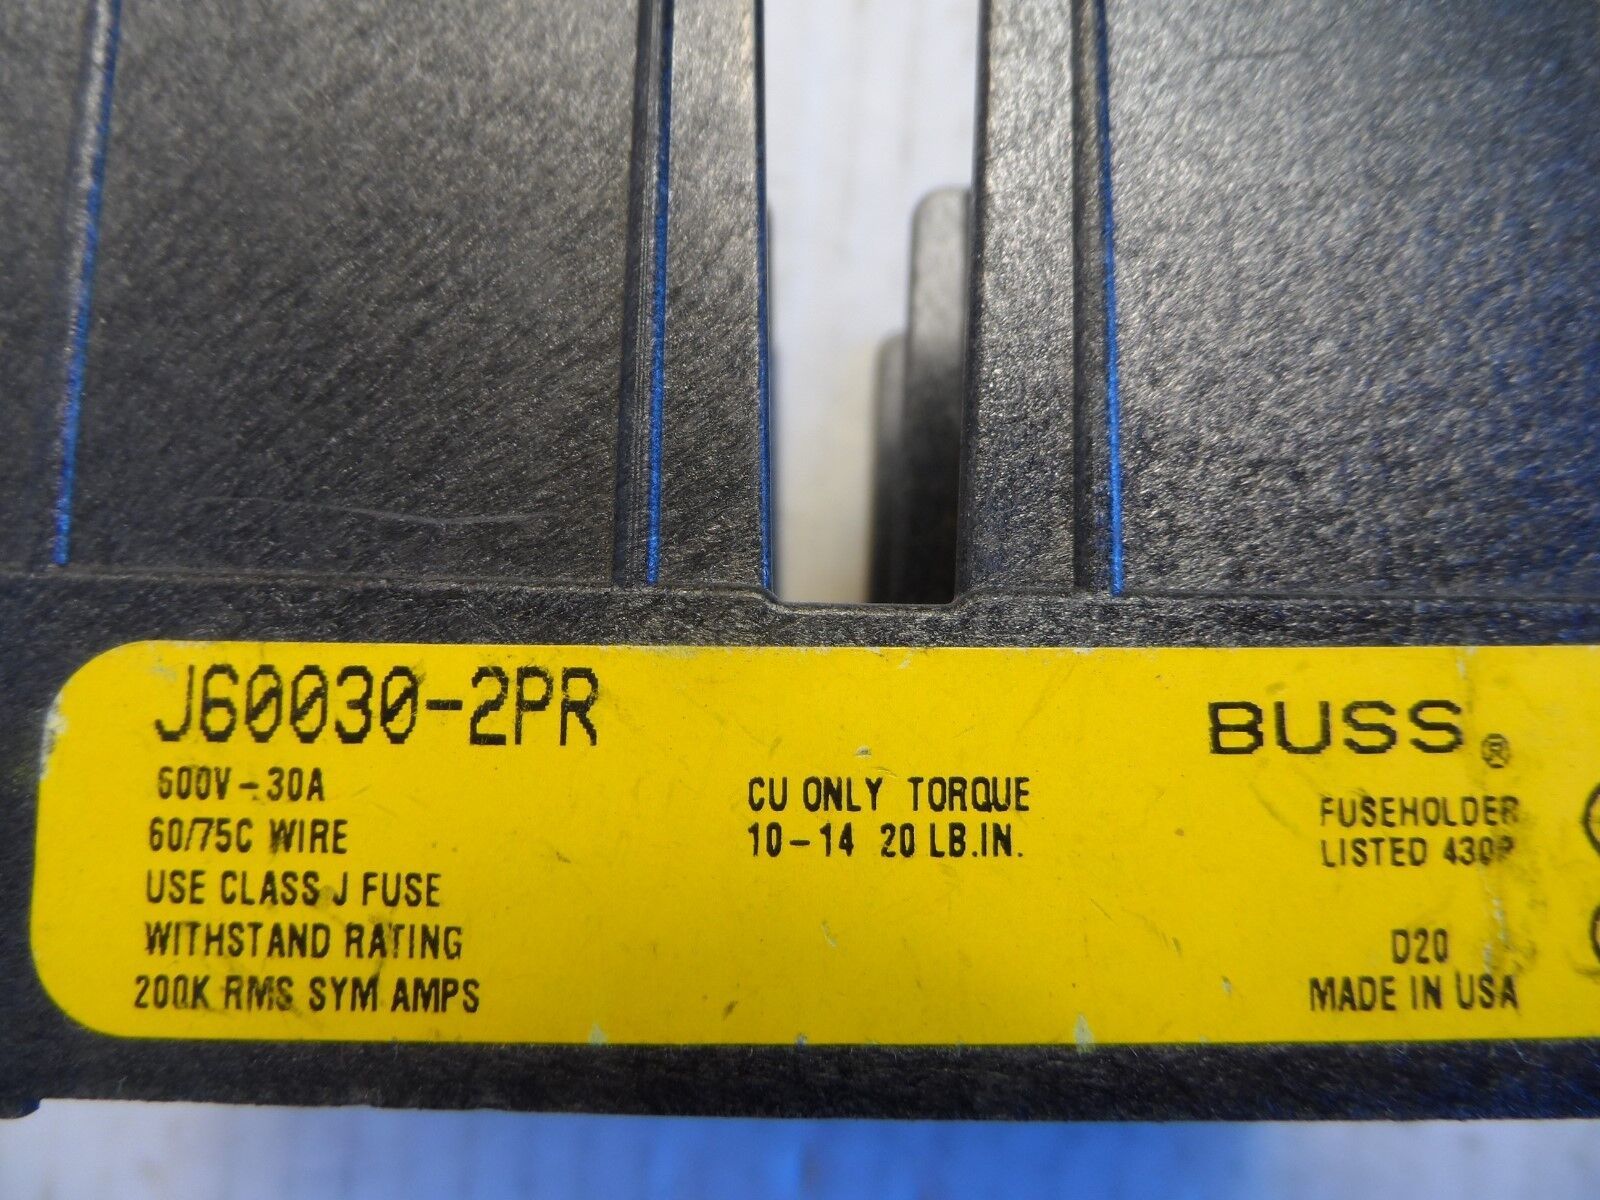 J60030-2PR
600V-30A
60/75C WIRE
USE CLASS J FUSE
WITHSTAND RATING
200K RMS SYM AMPS
CU ONLY TORQUE
10-14 20 LB.IN.
BUSS®
FUSEHOLDER
LISTED
D20
MADE IN USA